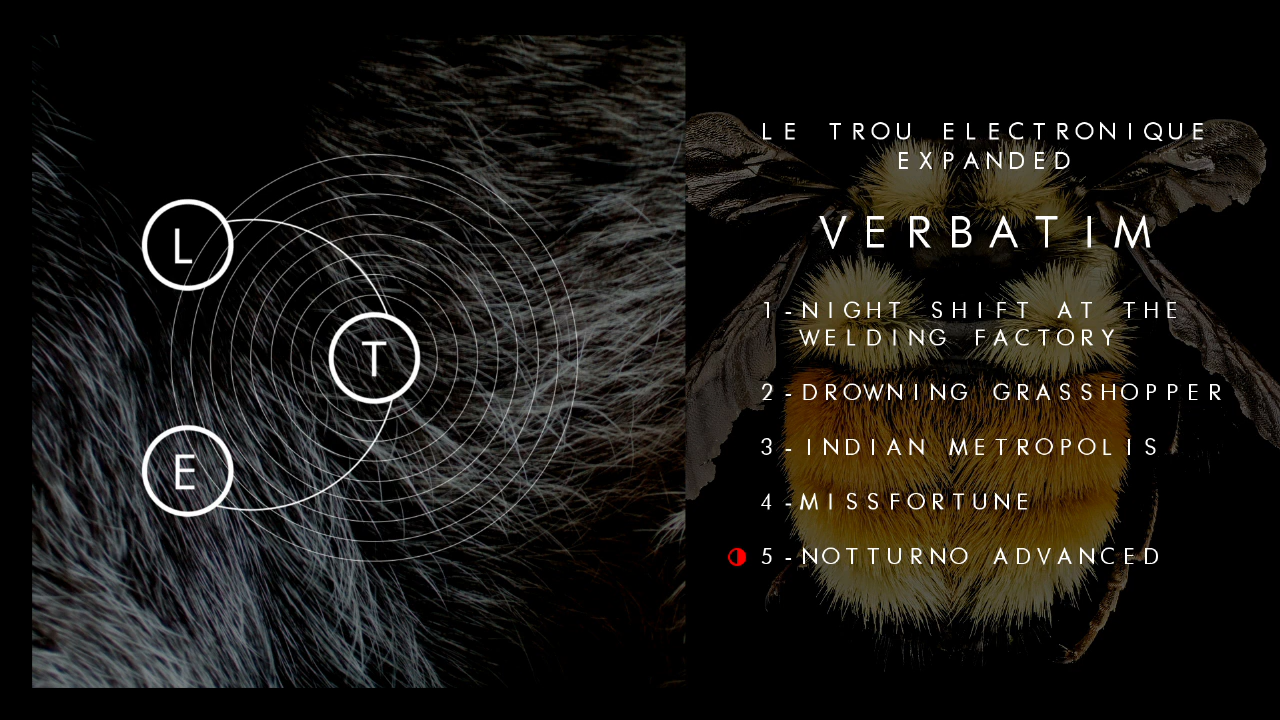 L
T
E
LE TROU ELECTRONIQUE
EXPANDED
VERBATIM
1-NIGHT SHIFT AT THE
WELDING FACTORY
2-DROWNING GRASSHOPPER
3-INDIAN METROPOLIS
4-MISSFORTUNE
5-NOTTURNO ADVANCED